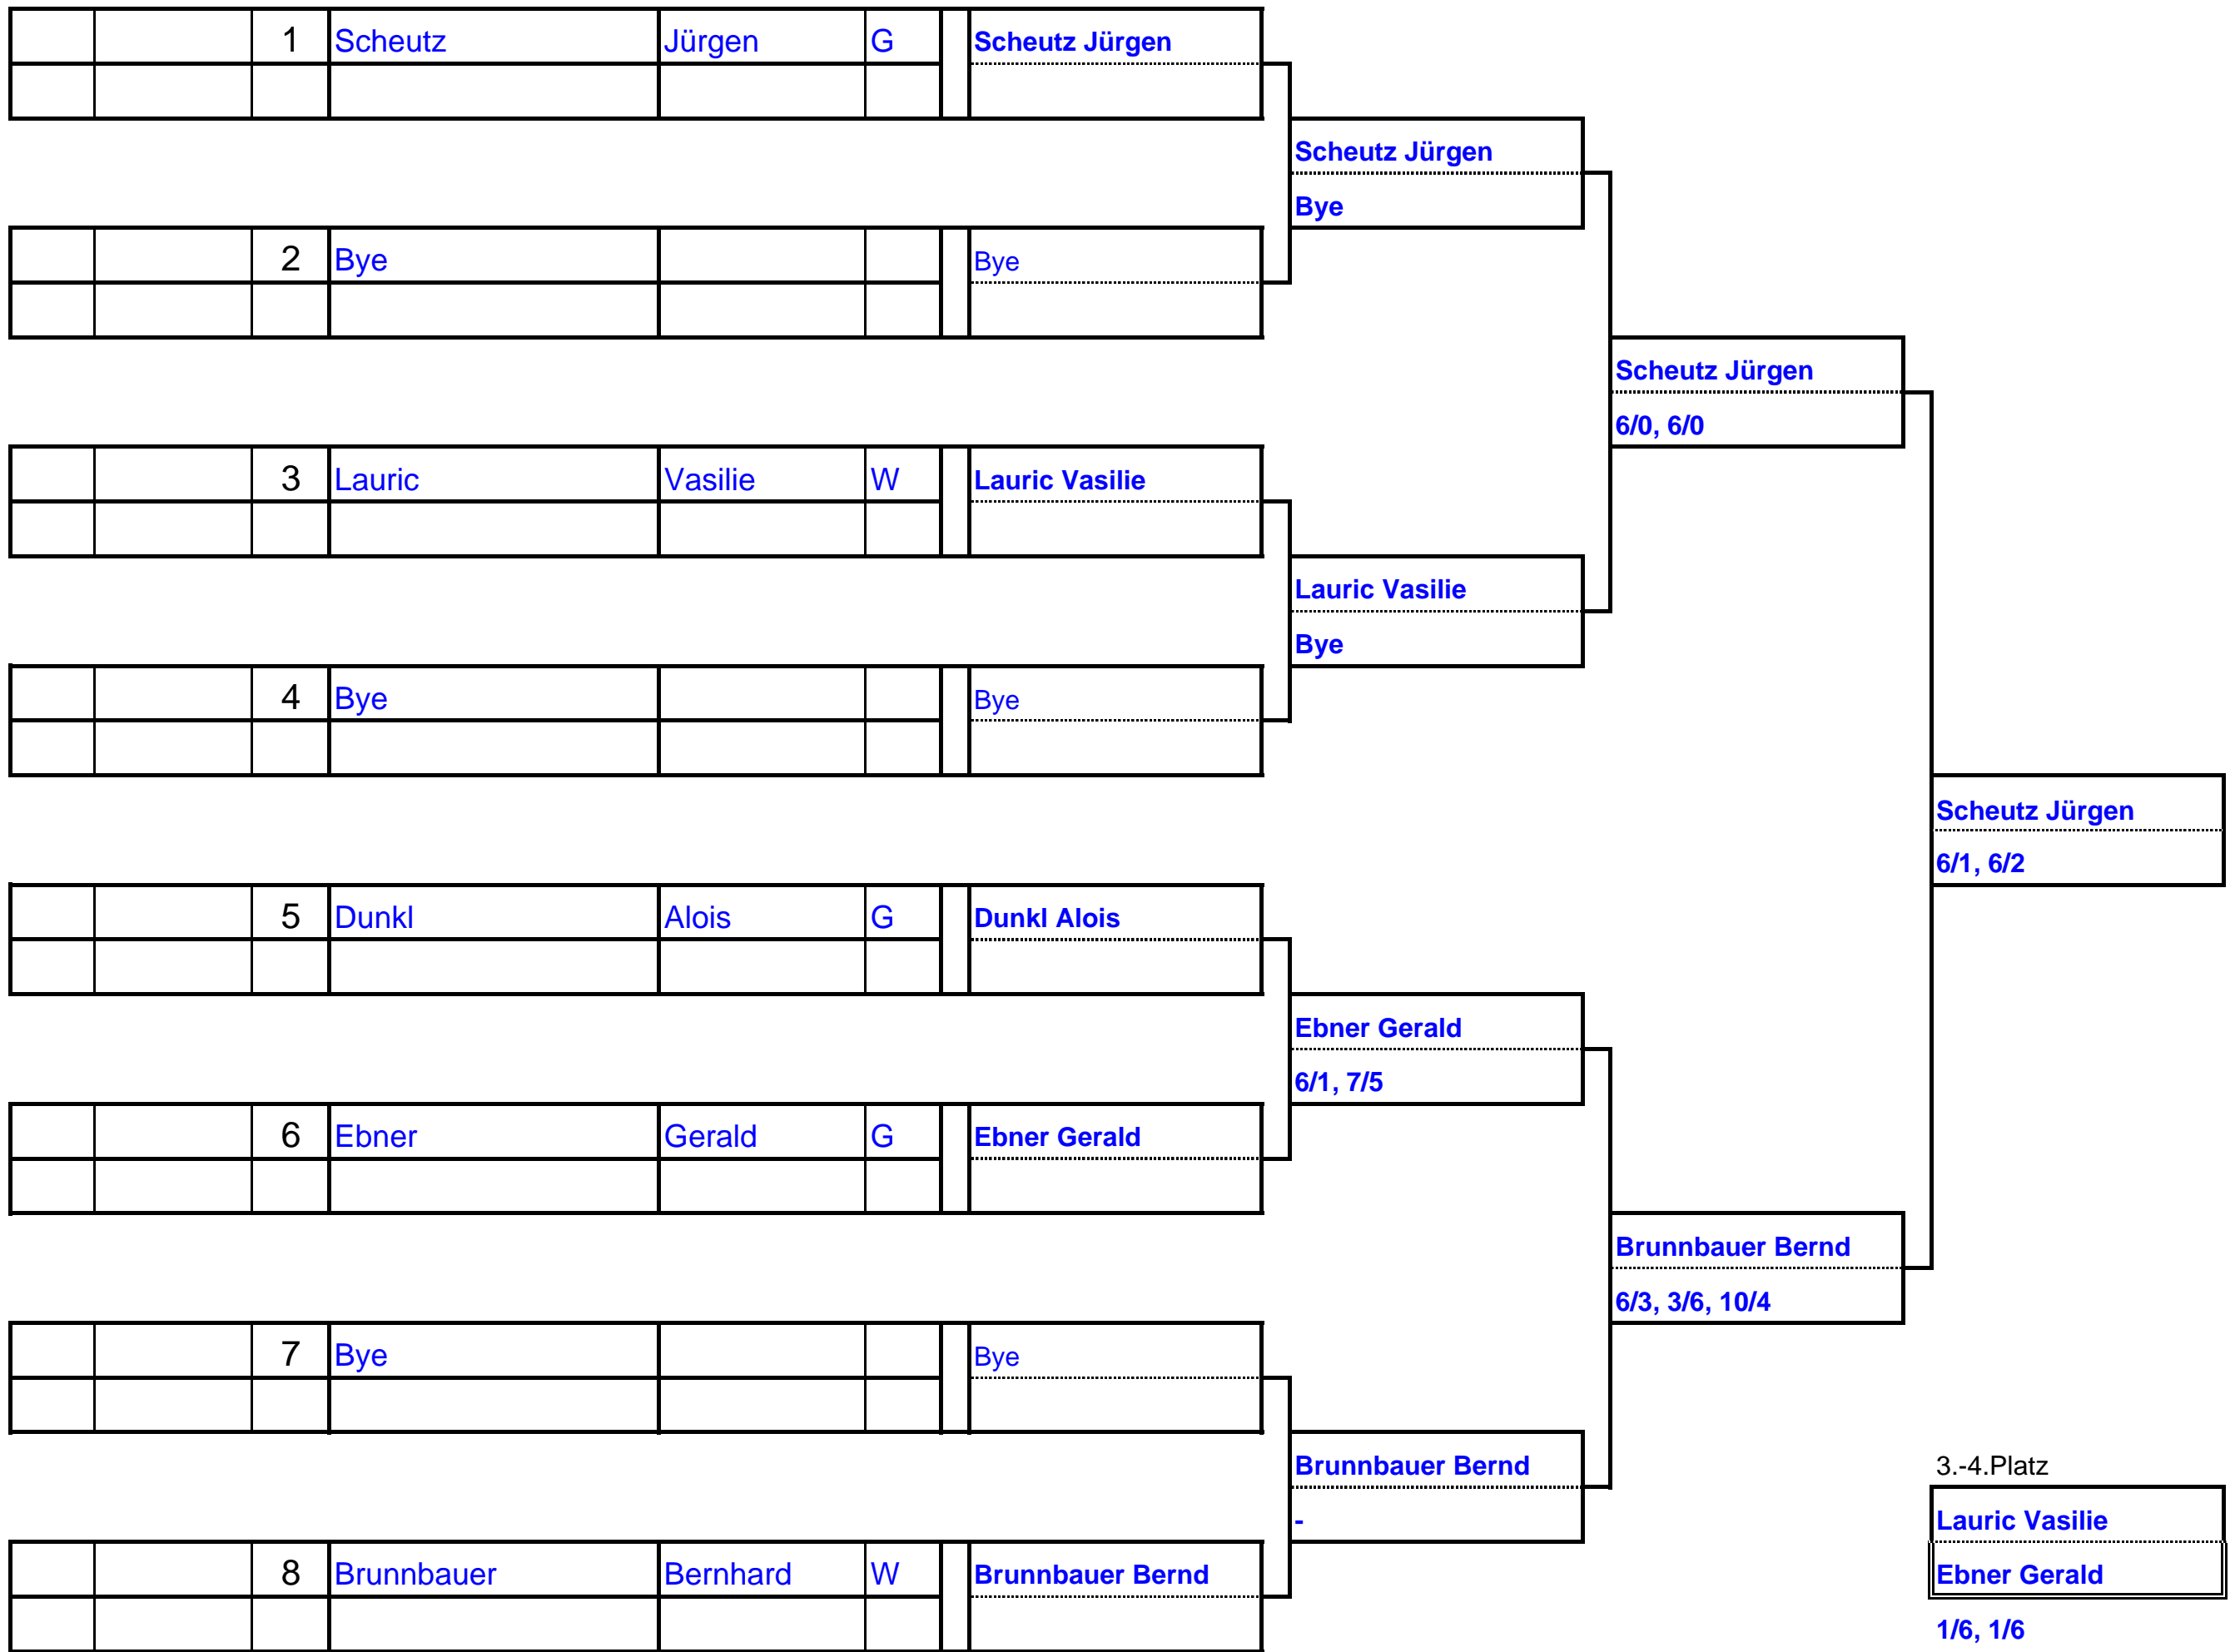 1 Scheutz Jürgen G Scheutz Jürgen
Scheutz Jürgen
Bye
2 Bye Bye
Scheutz Jürgen
6/0, 6/0
3 Lauric Vasilie W Lauric Vasilie
Lauric Vasilie
Bye
4 Bye Bye
Scheutz Jürgen
6/1, 6/2
5 Dunkl Alois G Dunkl Alois
Ebner Gerald
6/1, 7/5
6 Ebner Gerald G Ebner Gerald
Brunnbauer Bernd
6/3, 3/6, 10/4
7 Bye Bye
Brunnbauer Bernd
-
8 Brunnbauer Bernhard W Brunnbauer Bernd
3.-4.Platz
Lauric Vasilie
Ebner Gerald
1/6, 1/6